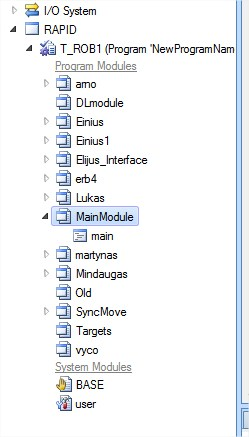 I/O System
RAPID
T_ROB1 (Program 'NewProgramNam
Program Modules
arno
DLmodule
Einius
Einius1
Elijus_Interface
erb4
Lukas
MainModule
main
martynas
Mindaugas
Old
SyncMove
Targets
vyco
System Modules
BASE
user